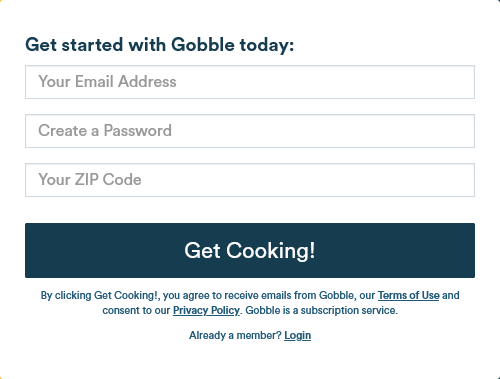 Get started with Gobble today:
Your Email Address
Create a Password
Your ZIP Code
Get Cooking!
By clicking Get Cooking!, you agree to receive emails from Gobble, our Terms of Use and
consent to our Privacy Policy. Gobble is a subscription service.
Already a member? Login